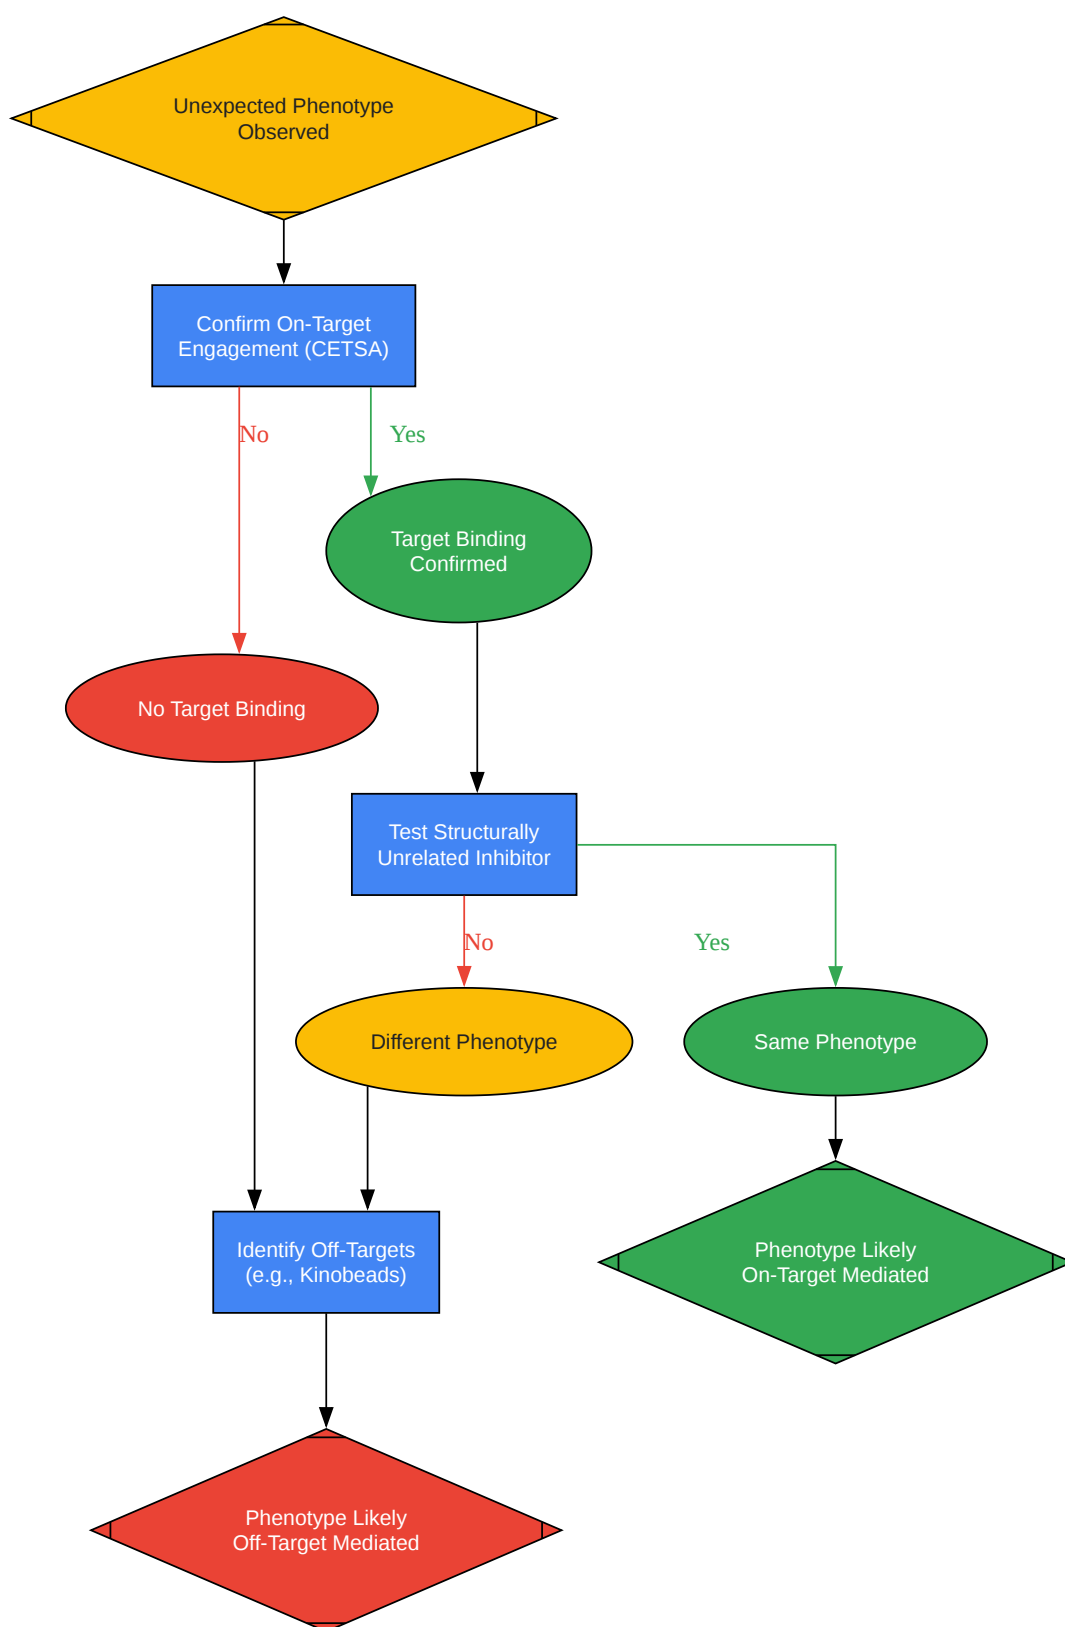 Unexpected Phenotype
Observed
Confirm On-Target
Engagement (CETSA)
No
Yes
Target Binding
Confirmed
No Target Binding
Test Structurally
Unrelated Inhibitor
No
Yes
Different Phenotype
Same Phenotype
Identify Off-Targets
(e.g., Kinobeads)
Phenotype Likely
On-Target Mediated
Phenotype Likely
Off-Target Mediated